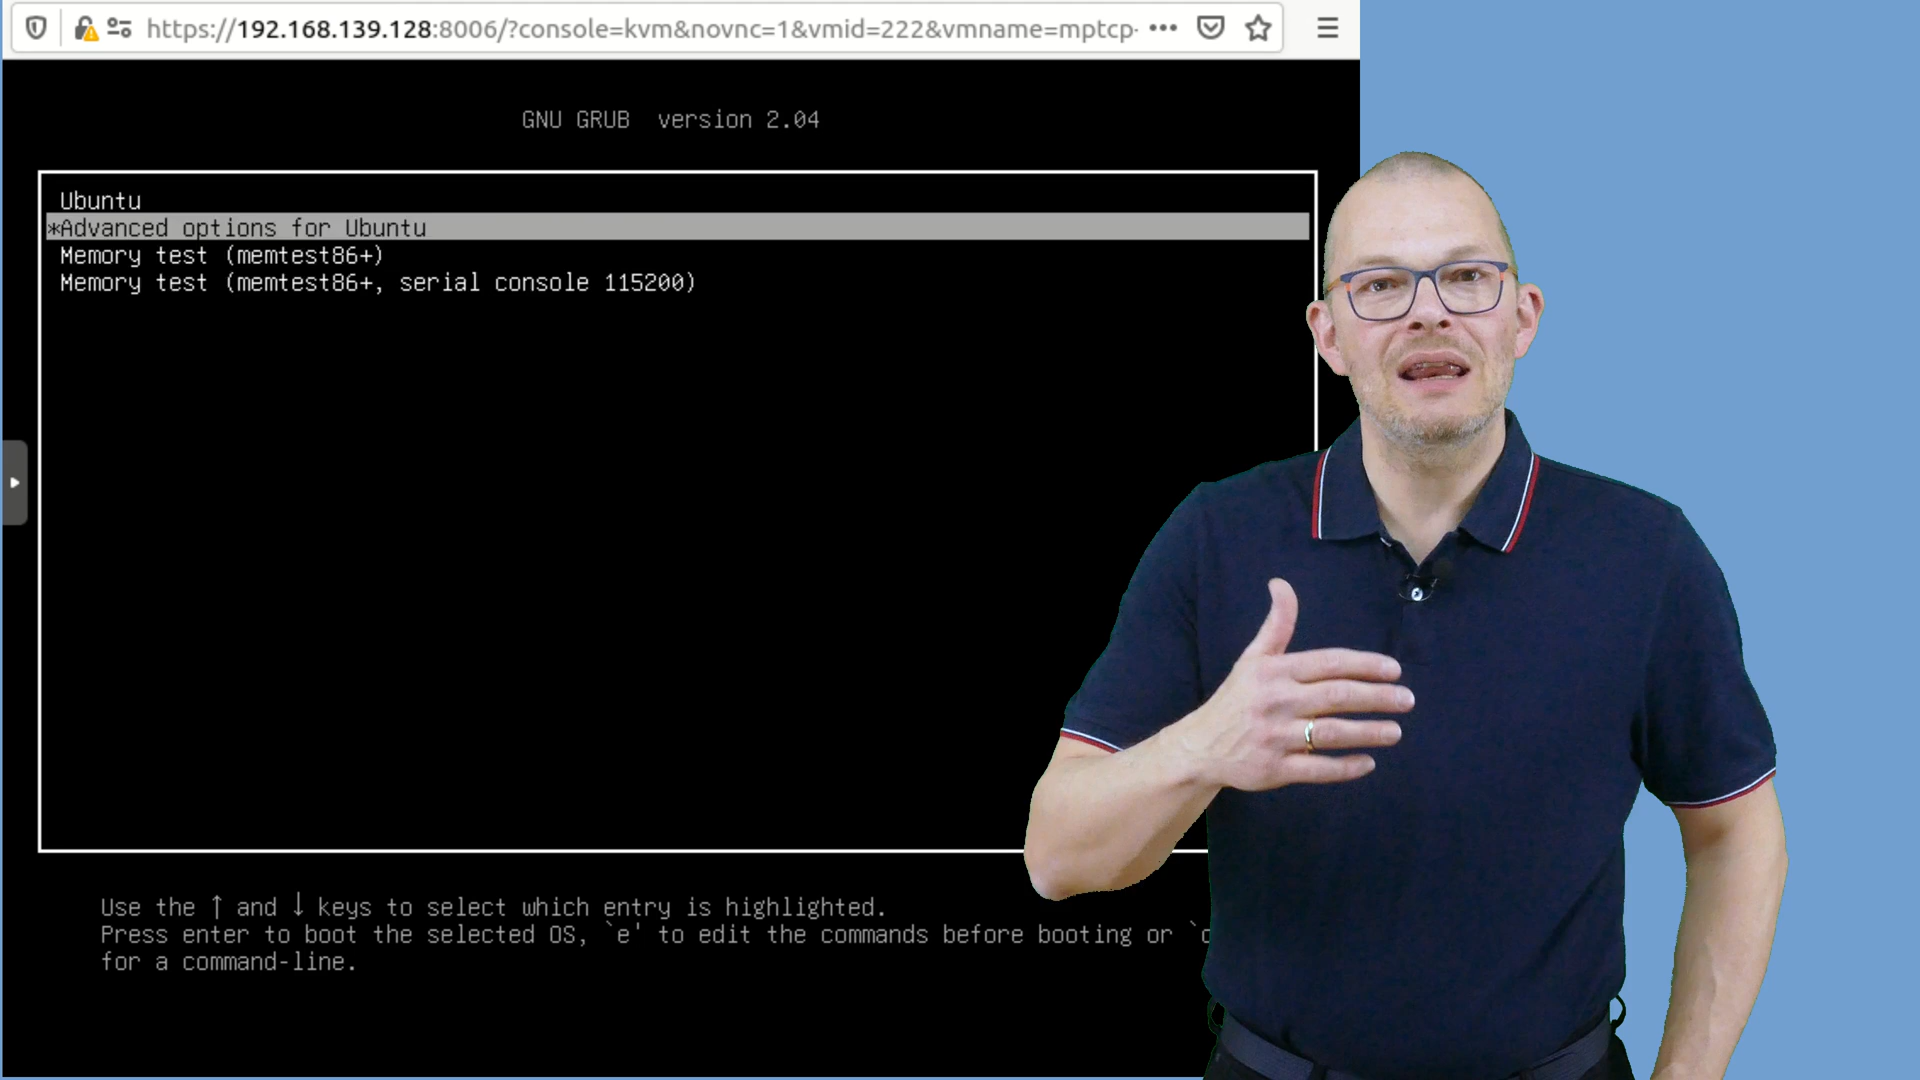 https://192.168.139.128:8006/?console=kvm&novnc=1&vmid=222&vmname=mptcp-
GNU GRUB version 2.04
Ubuntu
*Advanced options for Ubuntu
Memory test (memtest86+)
Memory test (memtest86+, serial console 115200)
Use the ↑ and ↓ keys to select which entry is highlighted.
Press enter to boot the selected OS, `e' to edit the commands before booting or `c
for a command-line.